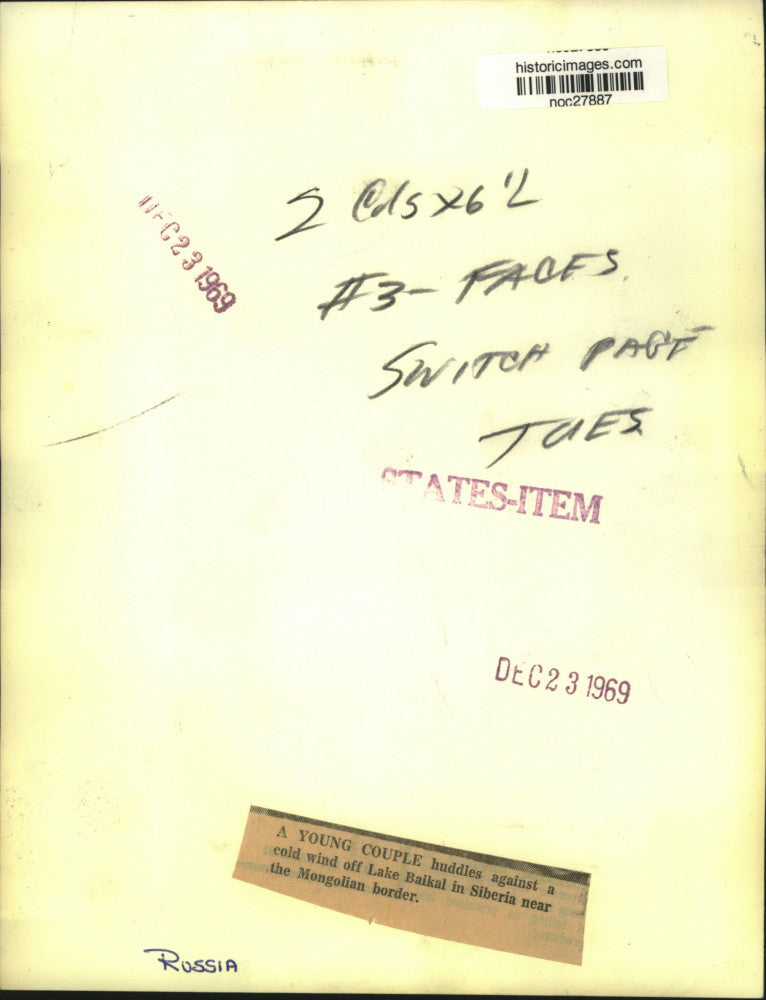 historicimages.com
noc27887
2 Cols x 6 1/2
DEC 23 1969
#3- FACES
SWITCH PAGE
TUES
STATES-ITEM
DEC 23 1969
A YOUNG COUPLE huddles against a
cold wind off Lake Baikal in Siberia near
the Mongolian border.
RUSSIA